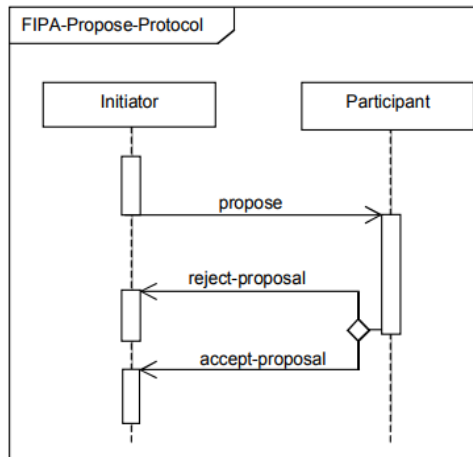 FIPA-Propose-Protocol
Initiator
Participant
propose
reject-proposal
accept-proposal